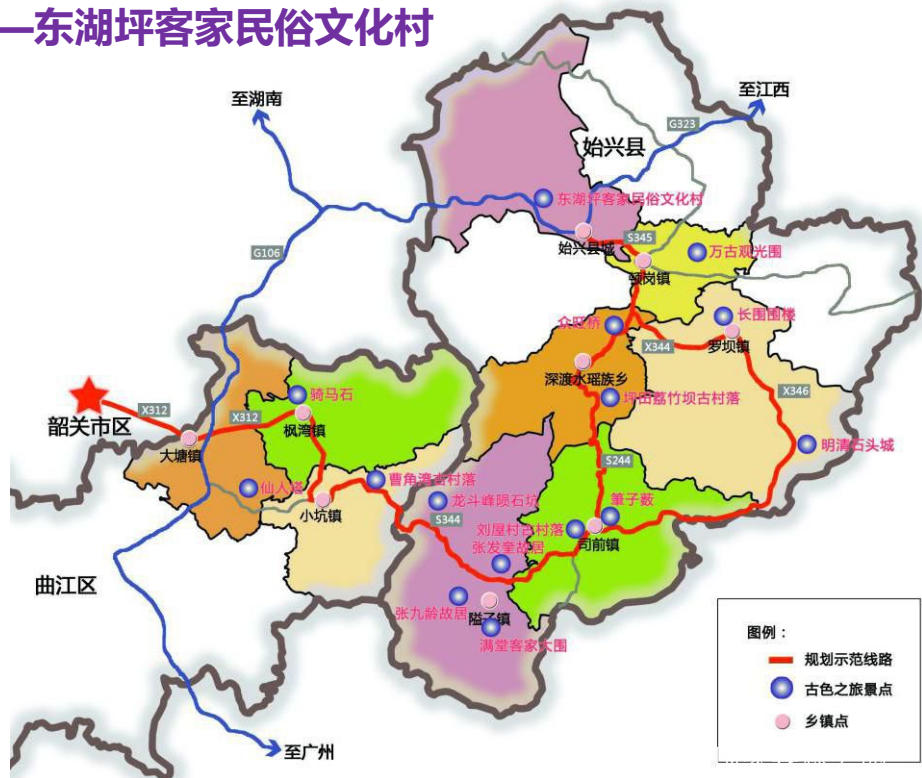 —东湖坪客家民俗文化村
至湖南
至江西
G323
始兴县
东湖坪客家民俗文化村
始兴县城
S345
G106
万古观光围
顿岗镇
长围围楼
众旺桥
X344
罗坝镇
深渡水瑶族乡
X346
坪田荔竹坝古村落
骑马石
X312
韶关市区
X312
枫湾镇
大塘镇
明清石头城
S244
曹角湾古村落
仙人塔
小坑镇
龙斗峰陨石坑
S344
筆子薮
刘屋村古村落
司前镇
张发奎故居
曲江区
张九龄故居
隘子镇
满堂客家大围
至广州
图例：
规划示范线路
古色之旅景点
乡镇点